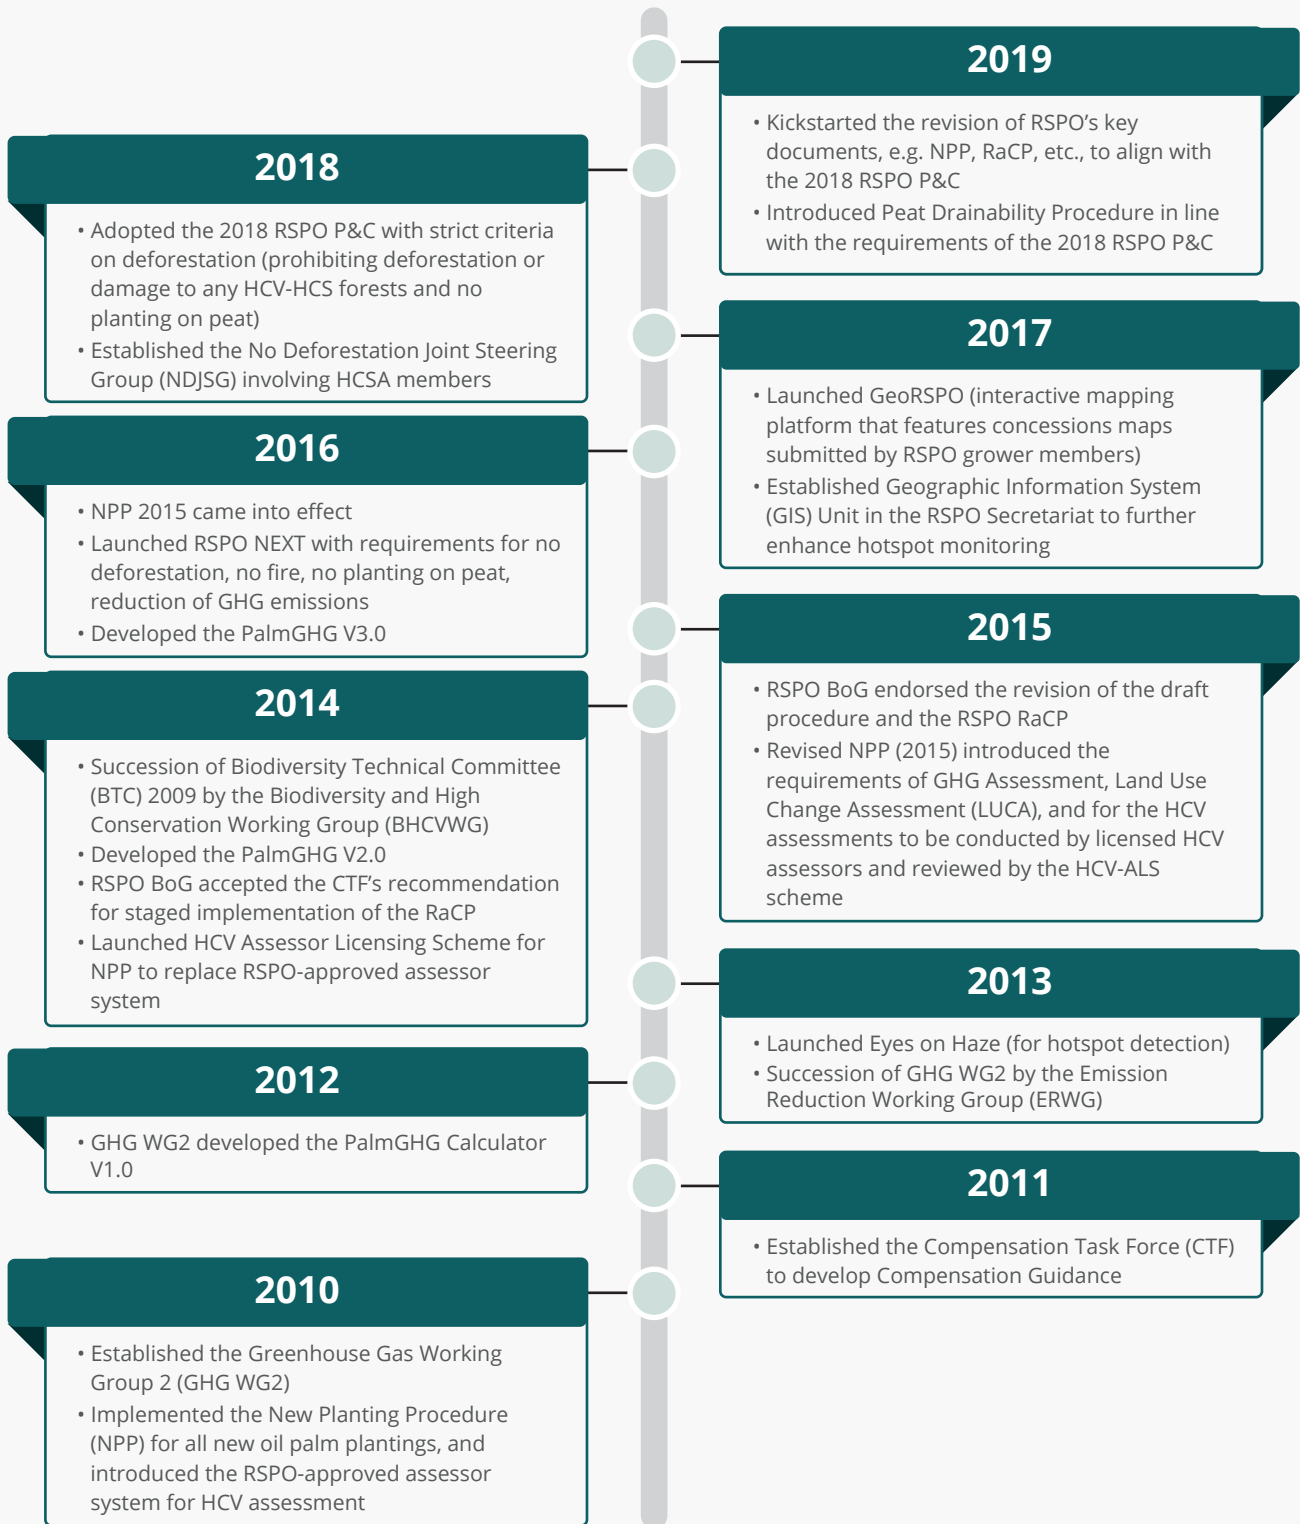 2019
• Kickstarted the revision of RSPO’s key
documents, e.g. NPP, RaCP, etc., to align with
the 2018 RSPO P&C
• Introduced Peat Drainability Procedure in line
with the requirements of the 2018 RSPO P&C
2018
• Adopted the 2018 RSPO P&C with strict criteria
on deforestation (prohibiting deforestation or
damage to any HCV-HCS forests and no
planting on peat)
• Established the No Deforestation Joint Steering
Group (NDJSG) involving HCSA members
2017
• Launched GeoRSPO (interactive mapping
platform that features concessions maps
submitted by RSPO grower members)
• Established Geographic Information System
(GIS) Unit in the RSPO Secretariat to further
enhance hotspot monitoring
2016
• NPP 2015 came into effect
• Launched RSPO NEXT with requirements for no
deforestation, no fire, no planting on peat,
reduction of GHG emissions
• Developed the PalmGHG V3.0
2015
• RSPO BoG endorsed the revision of the draft
procedure and the RSPO RaCP
• Revised NPP (2015) introduced the
requirements of GHG Assessment, Land Use
Change Assessment (LUCA), and for the HCV
assessments to be conducted by licensed HCV
assessors and reviewed by the HCV-ALS
scheme
2014
• Succession of Biodiversity Technical Committee
(BTC) 2009 by the Biodiversity and High
Conservation Working Group (BHCVWG)
• Developed the PalmGHG V2.0
• RSPO BoG accepted the CTF’s recommendation
for staged implementation of the RaCP
• Launched HCV Assessor Licensing Scheme for
NPP to replace RSPO-approved assessor
system
2013
• Launched Eyes on Haze (for hotspot detection)
• Succession of GHG WG2 by the Emission
Reduction Working Group (ERWG)
2012
• GHG WG2 developed the PalmGHG Calculator
V1.0
2011
• Established the Compensation Task Force (CTF)
to develop Compensation Guidance
2010
• Established the Greenhouse Gas Working
Group 2 (GHG WG2)
• Implemented the New Planting Procedure
(NPP) for all new oil palm plantings, and
introduced the RSPO-approved assessor
system for HCV assessment